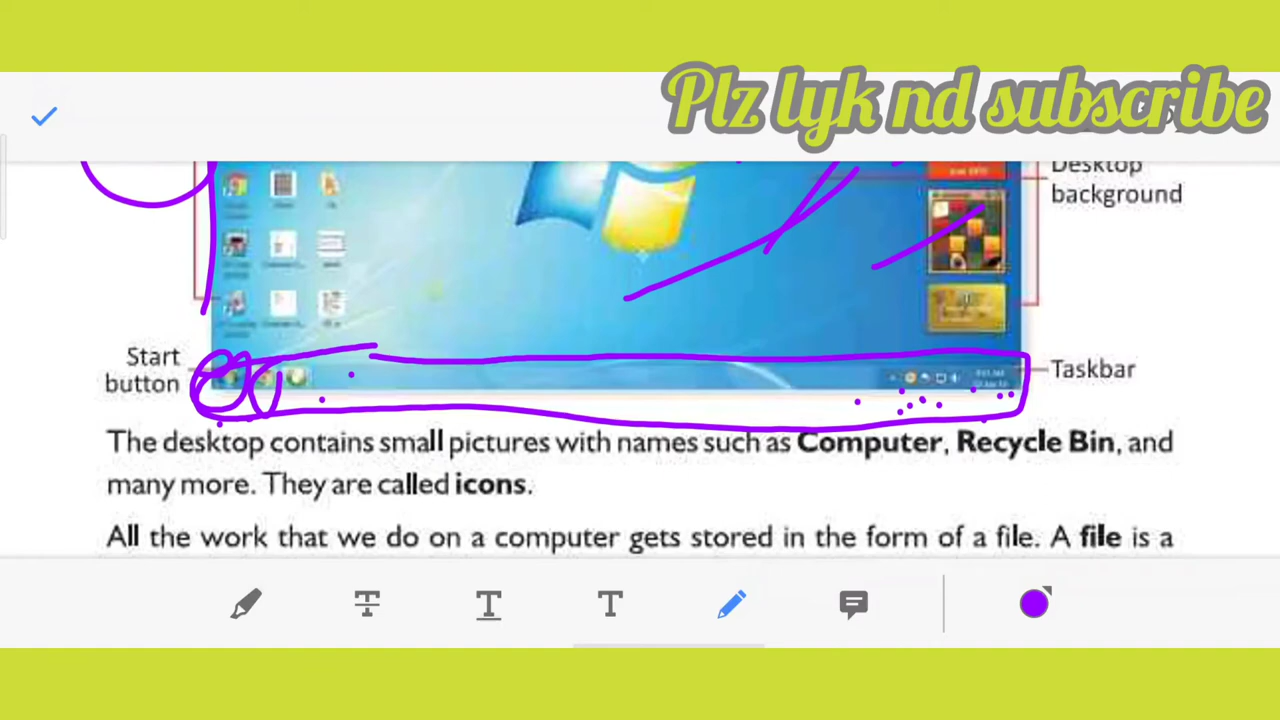 Plz lyk nd subscribe
Desktop
background
Start
button
Taskbar
The desktop contains small pictures with names such as Computer, Recycle Bin, and
many more. They are called icons.
All the work that we do on a computer gets stored in the form of a file. A file is a